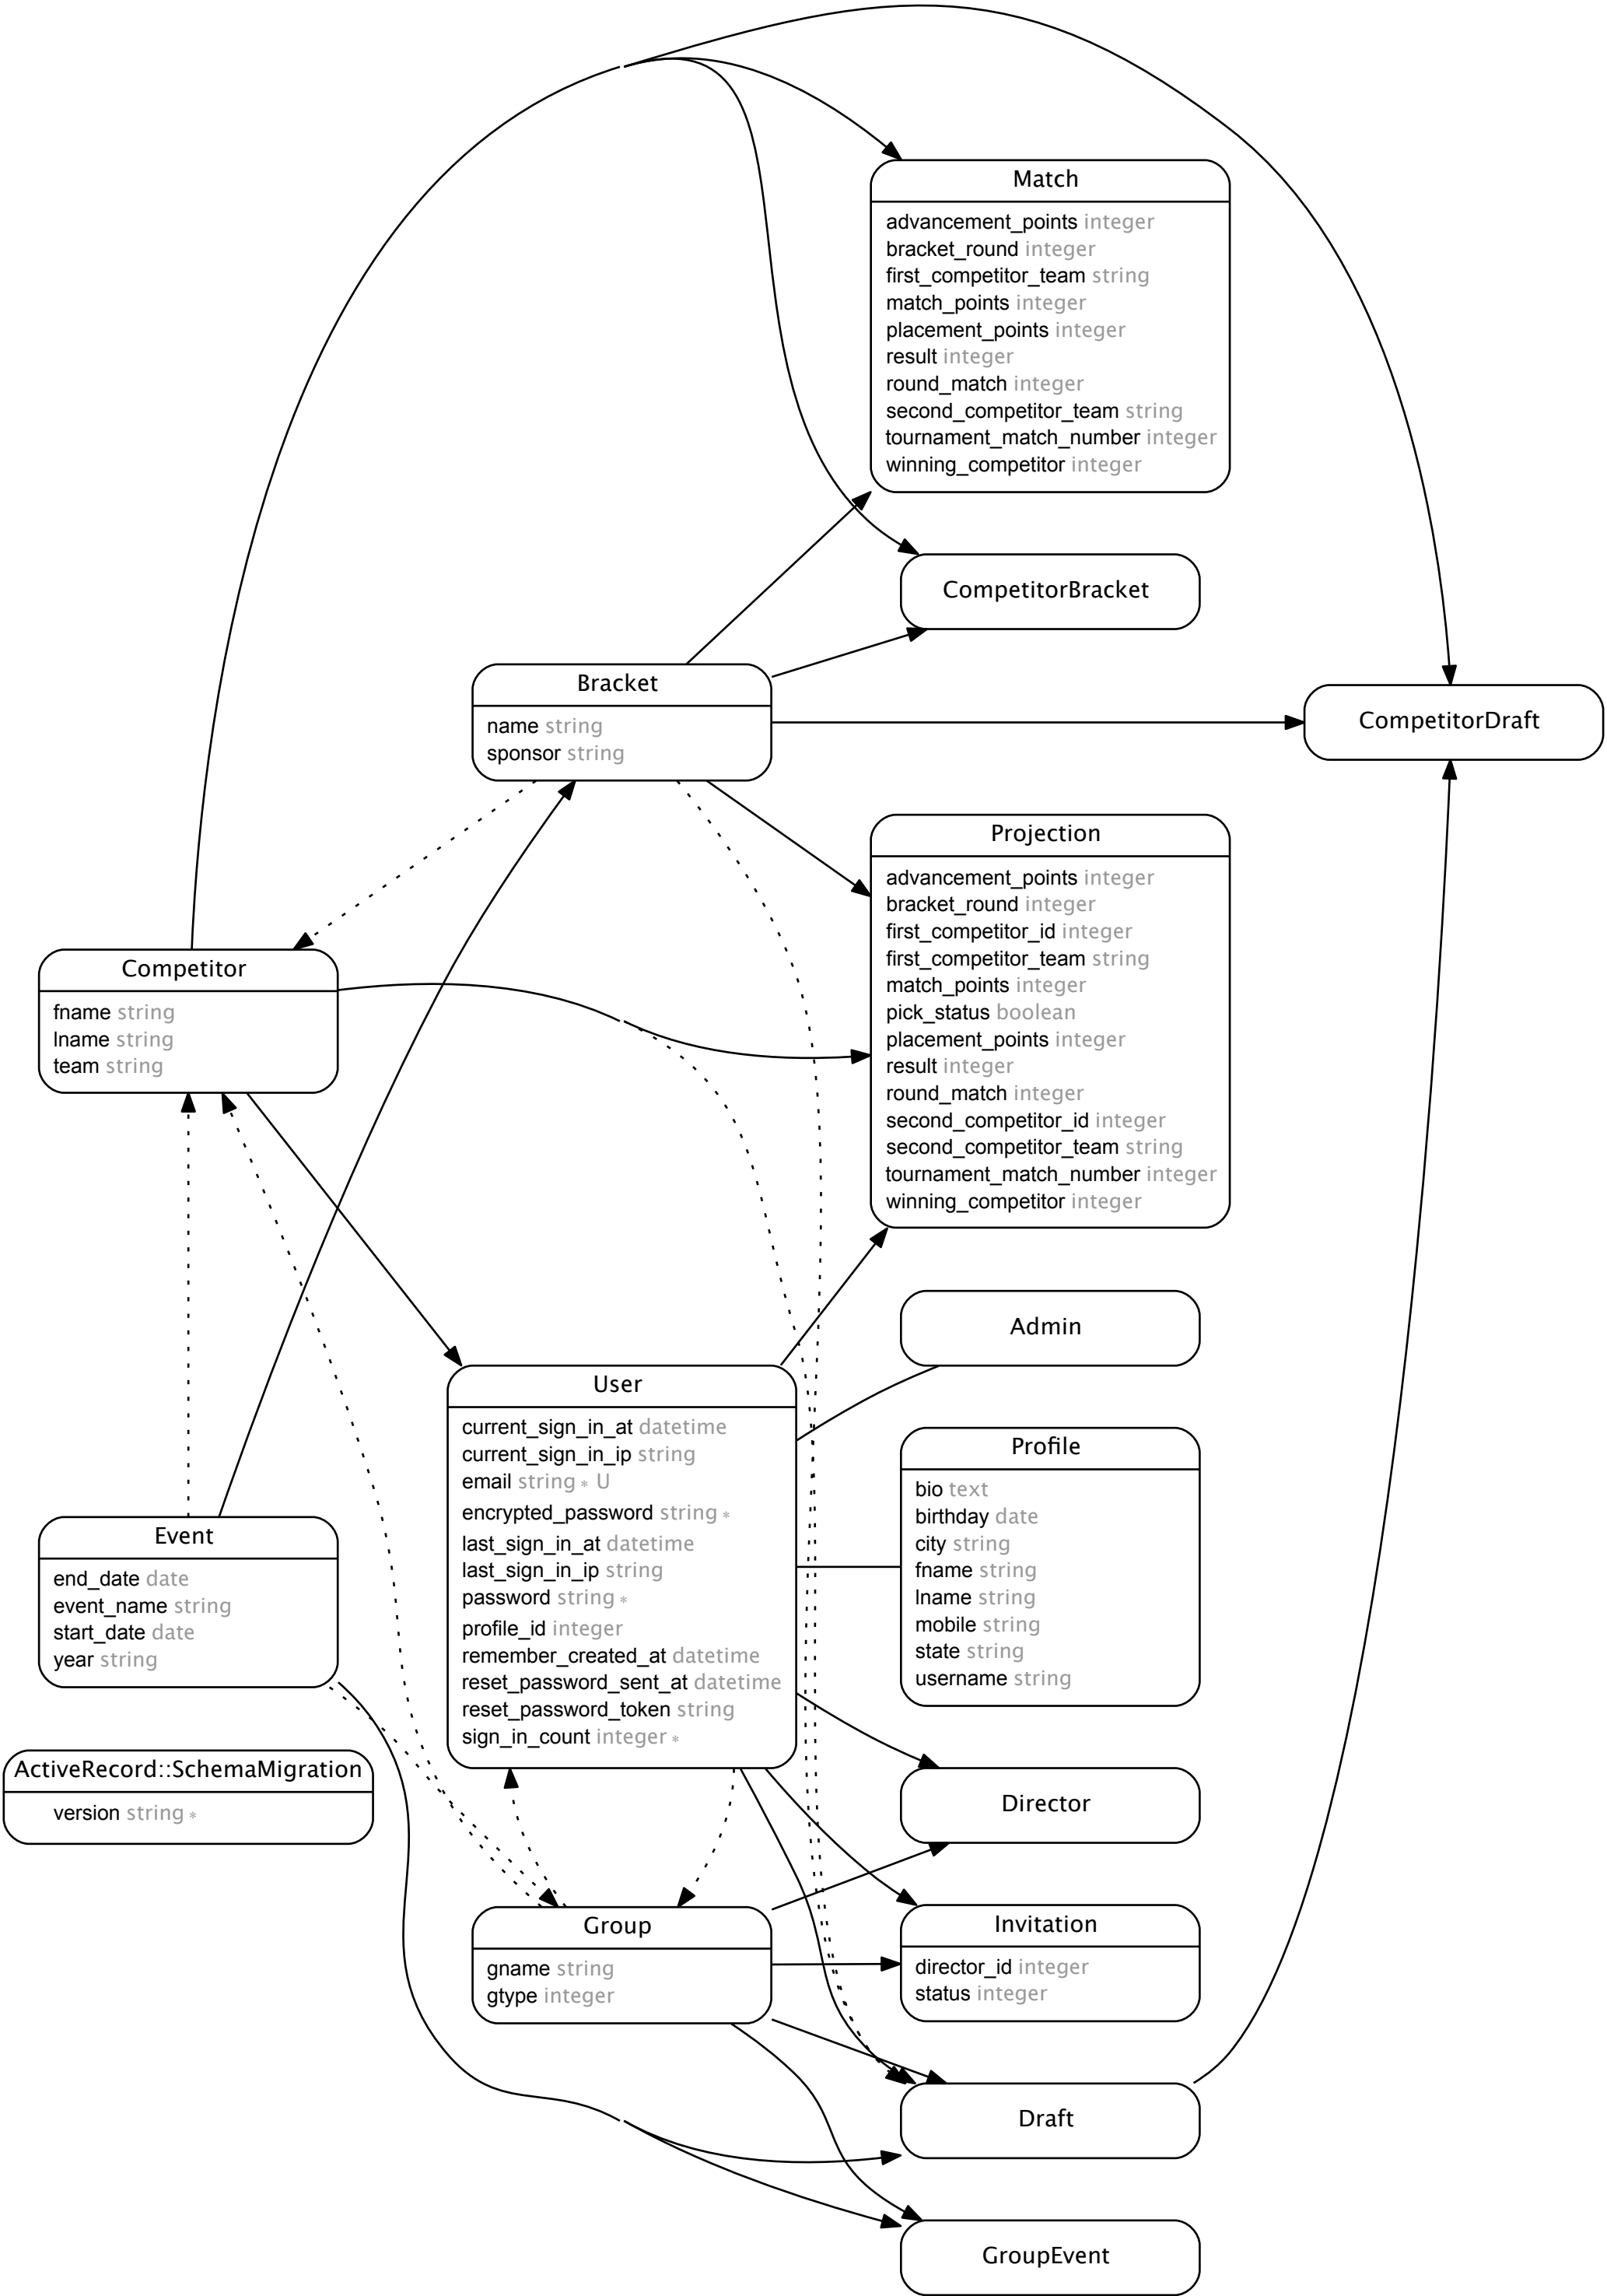 Match
advancement_points integer
bracket_round integer
first_competitor_team string
match_points integer
placement_points integer
result integer
round_match integer
second_competitor_team string
tournament_match_number integer
winning_competitor integer
CompetitorBracket
Bracket
name string
sponsor string
CompetitorDraft
Projection
advancement_points integer
bracket_round integer
first_competitor_id integer
first_competitor_team string
match_points integer
pick_status boolean
placement_points integer
result integer
round_match integer
second_competitor_id integer
second_competitor_team string
tournament_match_number integer
winning_competitor integer
Competitor
fname string
lname string
team string
Admin
User
current_sign_in_at datetime
current_sign_in_ip string
email string * U
encrypted_password string *
last_sign_in_at datetime
last_sign_in_ip string
password string *
profile_id integer
remember_created_at datetime
reset_password_sent_at datetime
reset_password_token string
sign_in_count integer *
Profile
bio text
birthday date
city string
fname string
lname string
mobile string
state string
username string
Event
end_date date
event_name string
start_date date
year string
ActiveRecord::SchemaMigration
version string *
Director
Group
gname string
gtype integer
Invitation
director_id integer
status integer
Draft
GroupEvent